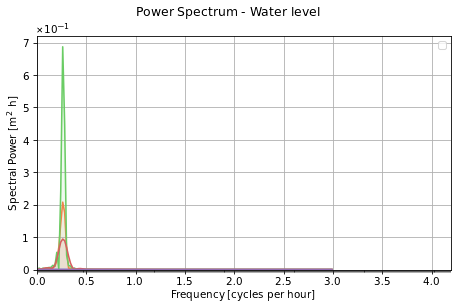 Power Spectrum - Water level
×10⁻¹
7
6
5
4
3
2
1
0
Spectral Power [m² h]
0.0 0.5 1.0 1.5 2.0 2.5 3.0 3.5 4.0
Frequency [cycles per hour]